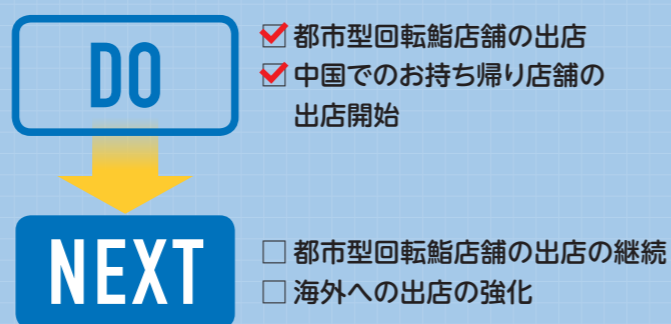 DO
☑ 都市型回転鮨店舗の出店
☑ 中国でのお持ち帰り店舗の
出店開始
NEXT
□ 都市型回転鮨店舗の出店の継続
□ 海外への出店の強化